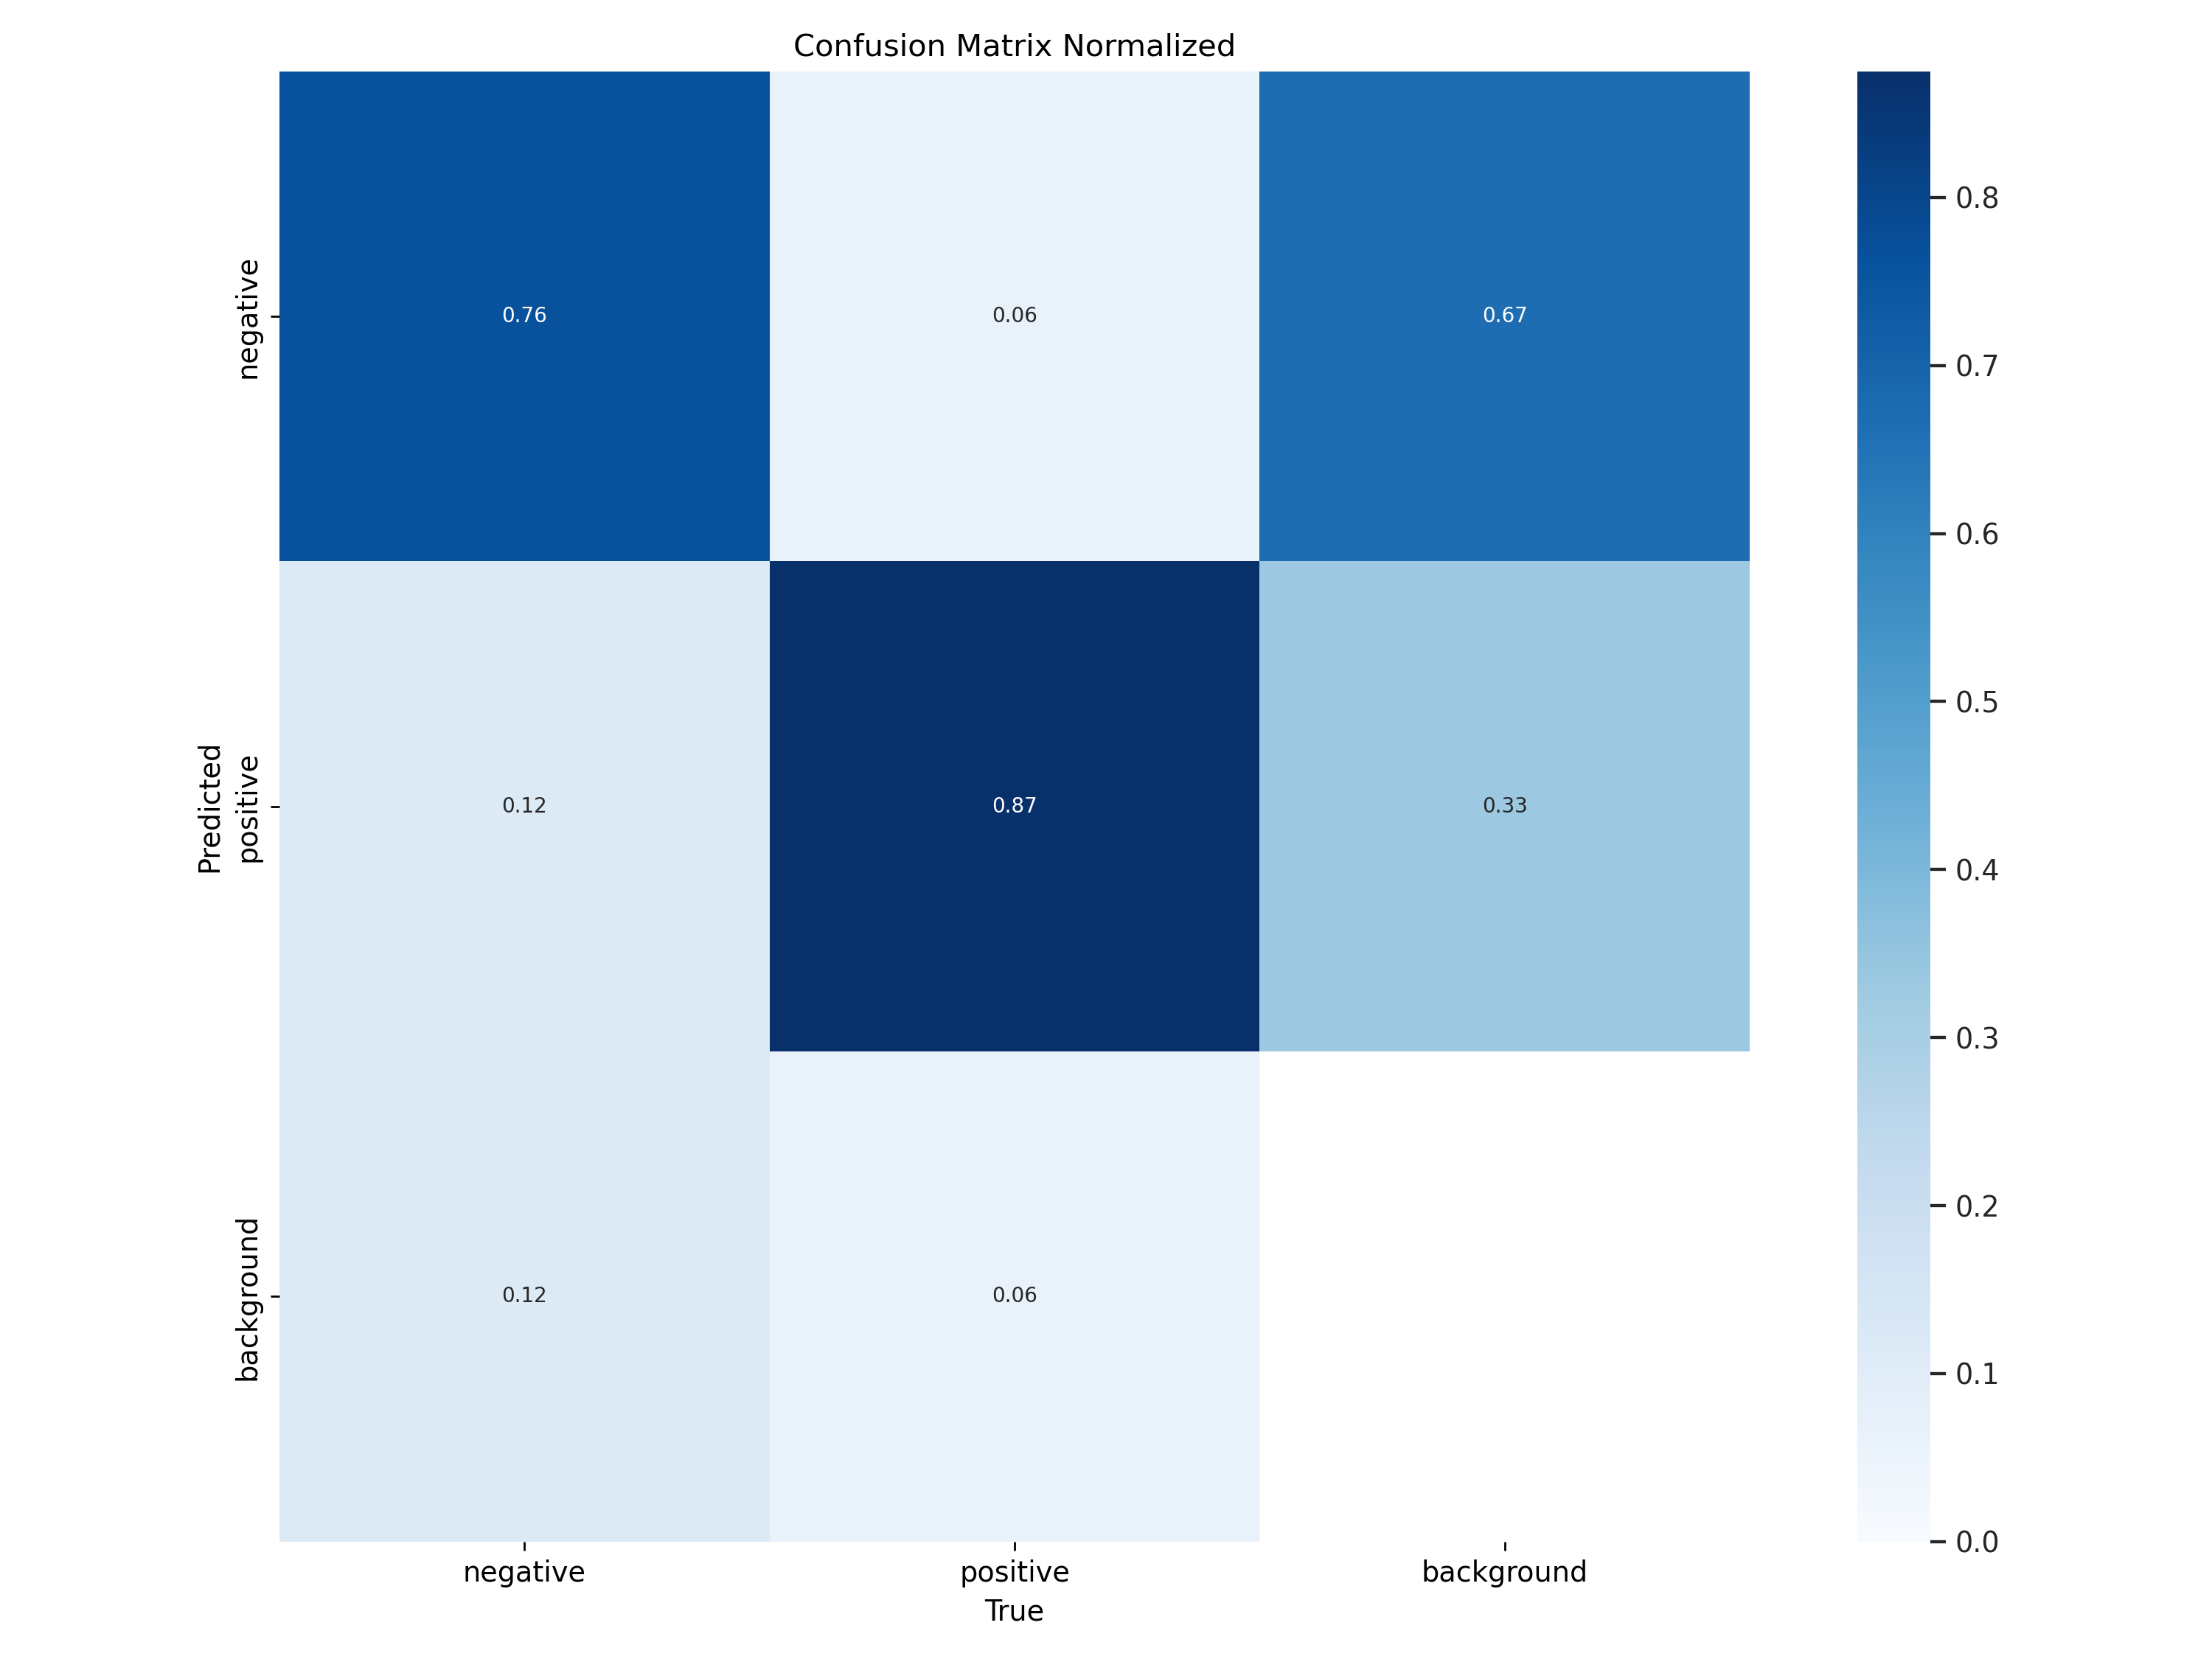 Confusion Matrix Normalized
negative
0.76
0.06
0.67
0.8
0.7
0.6
0.5
Predicted
positive
0.12
0.87
0.33
0.4
0.3
0.2
background
0.12
0.06
0.1
0.0
negative
positive
background
True